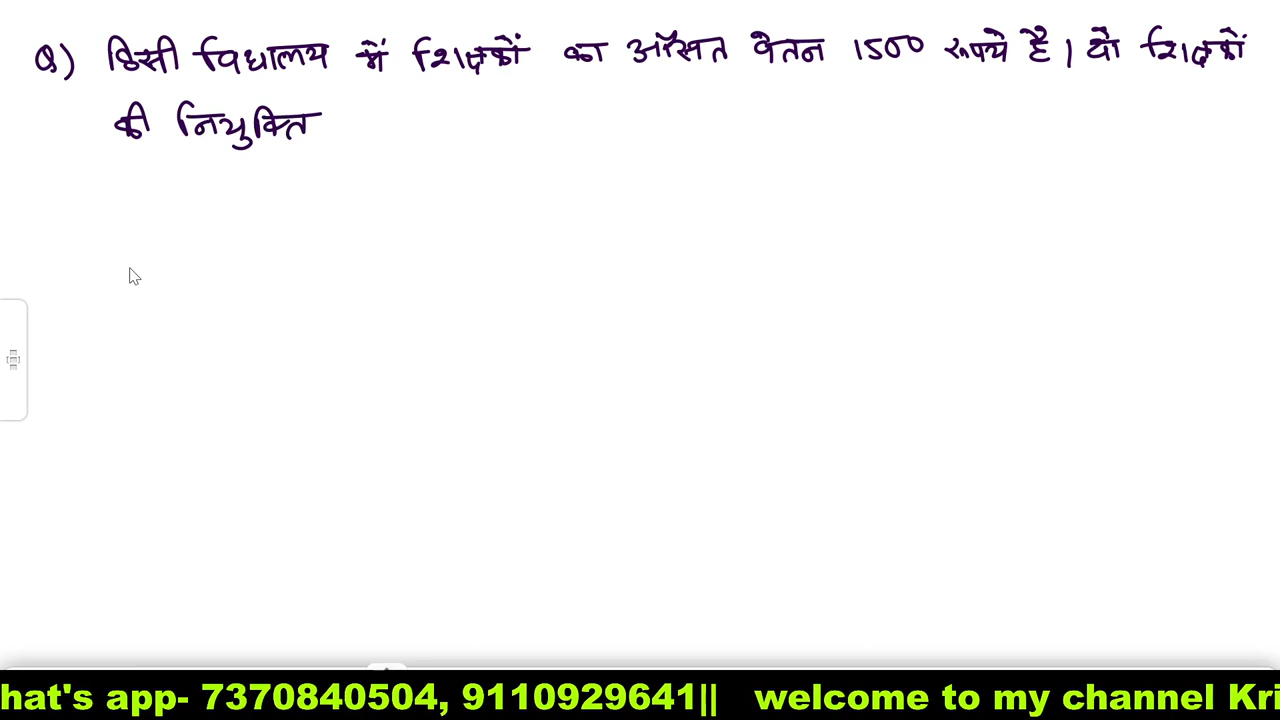 Q) किसी विद्यालय में शिक्षकों का औसत वेतन 1500 रूपये है। दो शिक्षकों
की नियुक्ति
hat's app- 7370840504, 9110929641|| welcome to my channel Kri